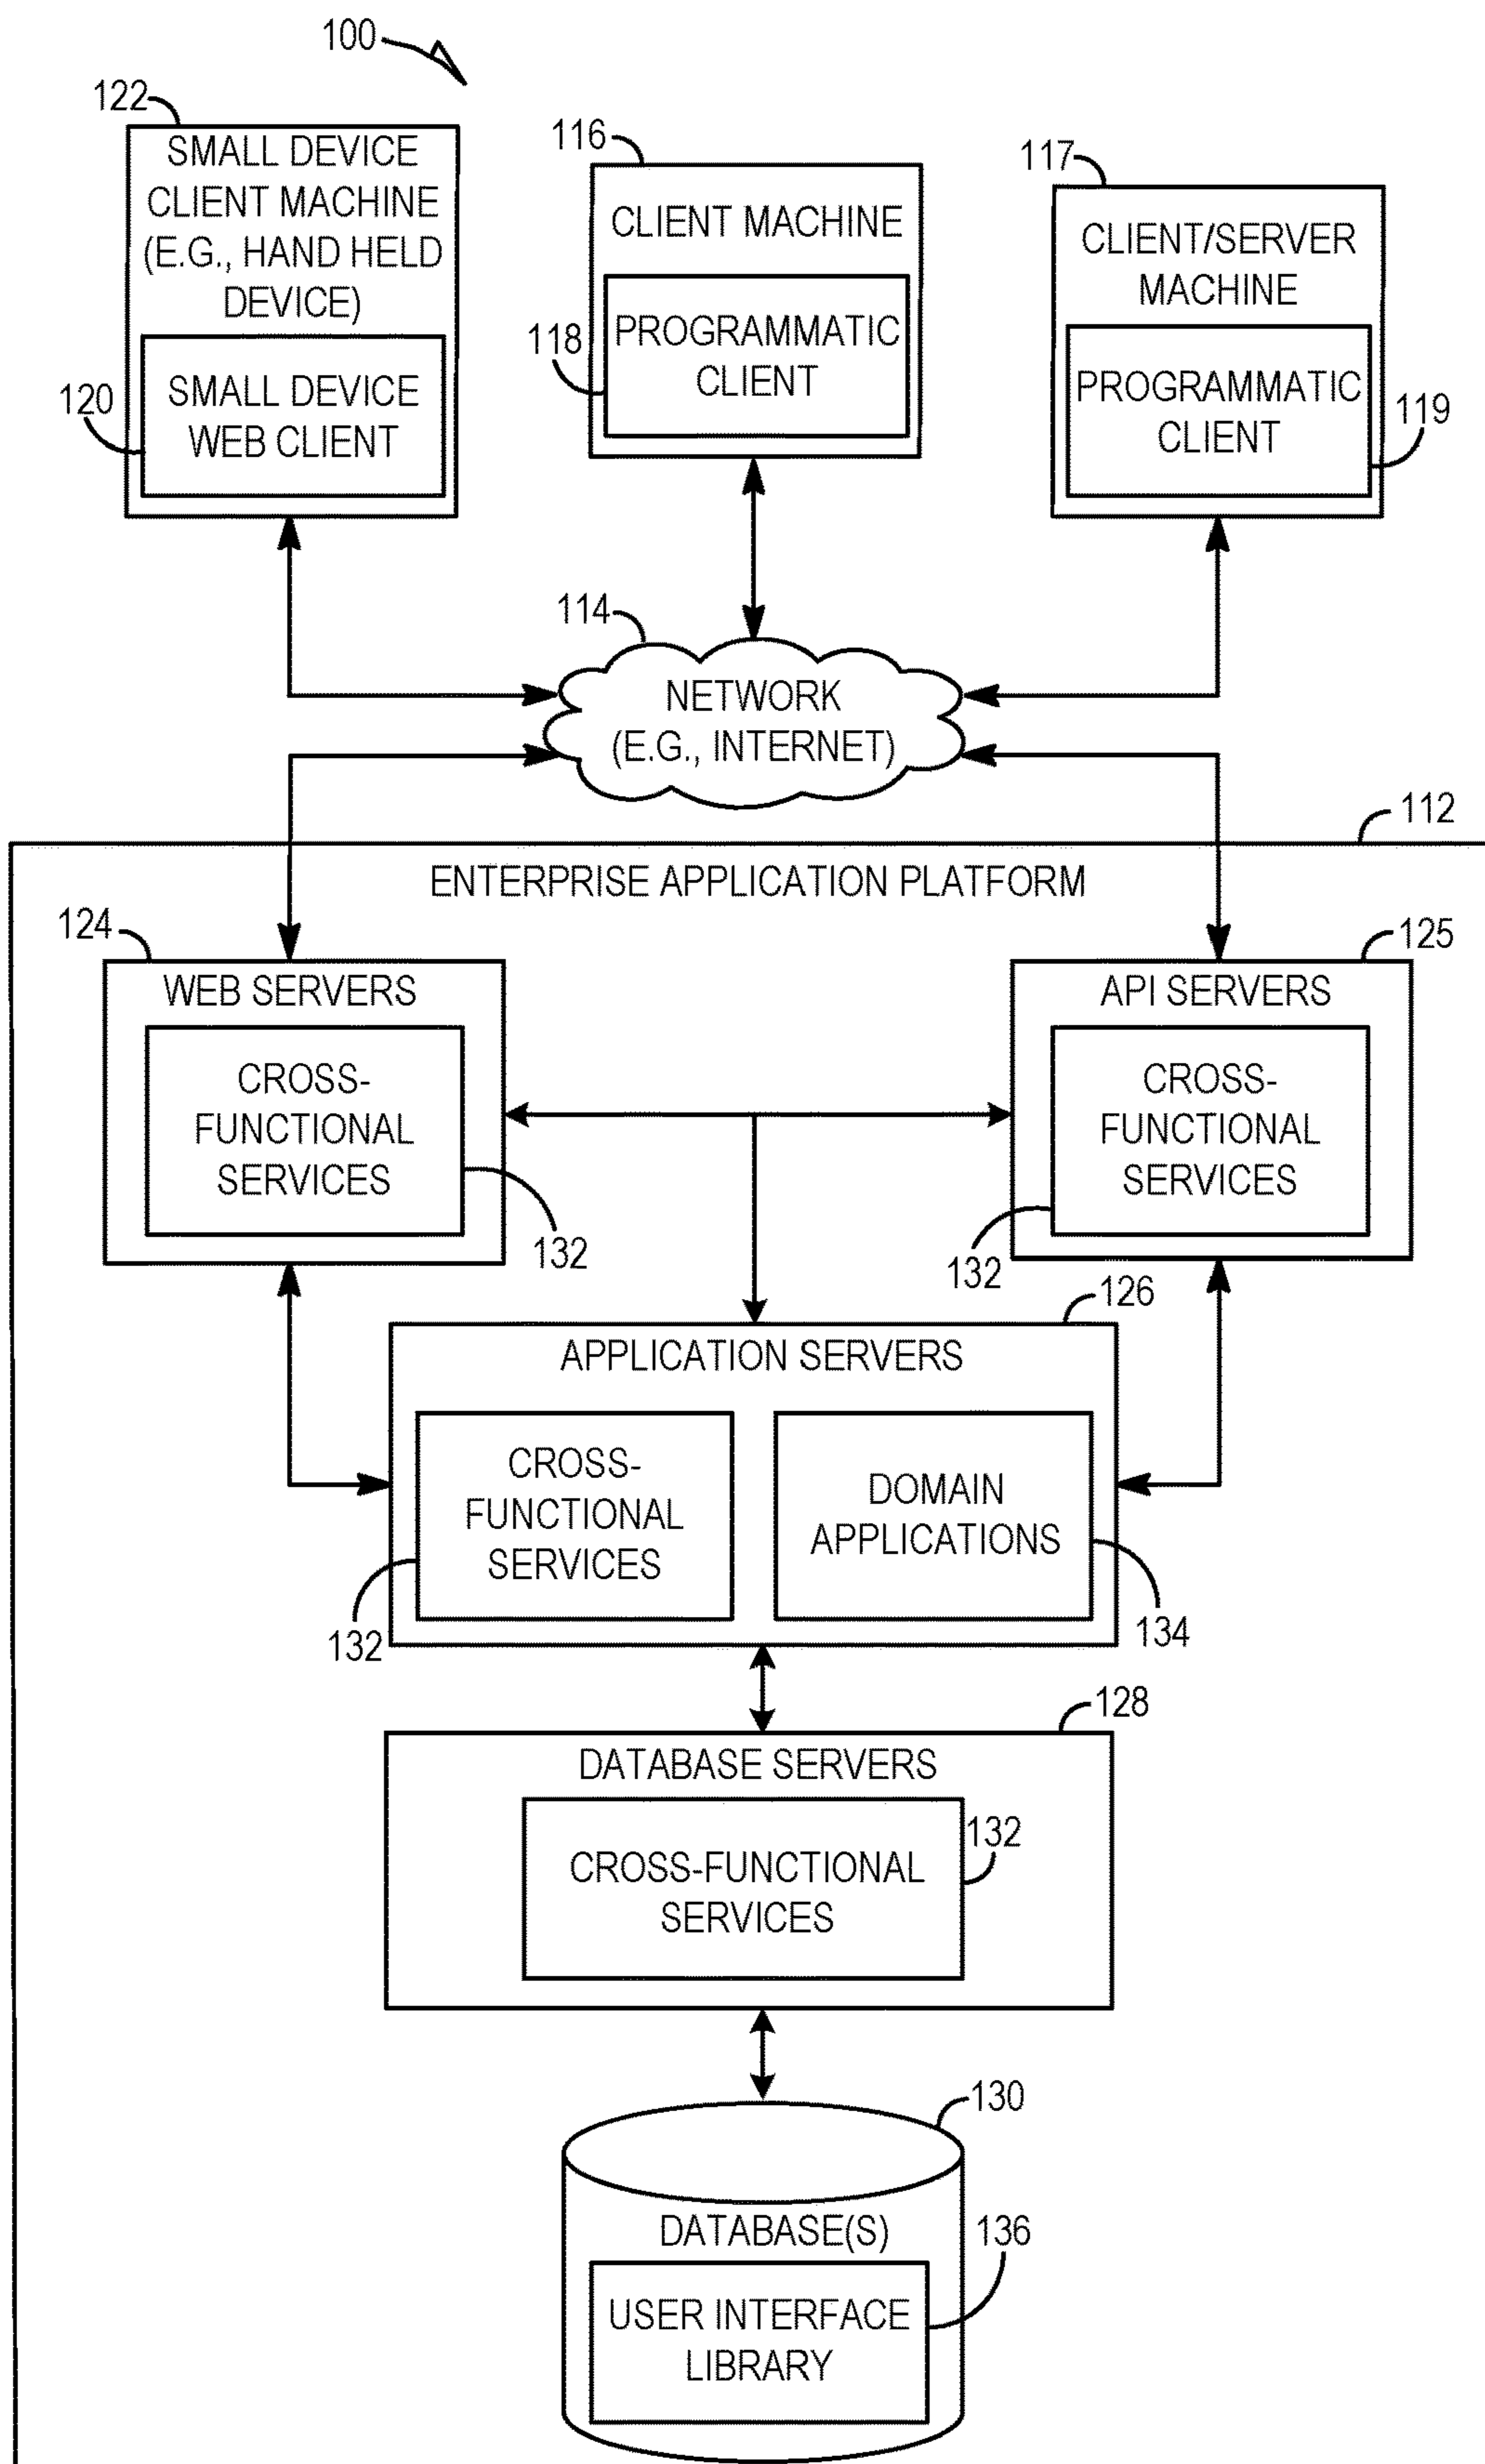 100
122
SMALL DEVICE
CLIENT MACHINE
(E.G., HAND HELD
DEVICE)
120
SMALL DEVICE
WEB CLIENT
116
CLIENT MACHINE
118
PROGRAMMATIC
CLIENT
117
CLIENT/SERVER
MACHINE
PROGRAMMATIC
CLIENT
119
114
NETWORK
(E.G., INTERNET)
112
ENTERPRISE APPLICATION PLATFORM
124
WEB SERVERS
CROSS-
FUNCTIONAL
SERVICES
132
125
API SERVERS
CROSS-
FUNCTIONAL
SERVICES
132
126
APPLICATION SERVERS
CROSS-
FUNCTIONAL
SERVICES
132
DOMAIN
APPLICATIONS
134
128
DATABASE SERVERS
132
CROSS-FUNCTIONAL
SERVICES
130
DATABASE(S)
136
USER INTERFACE
LIBRARY